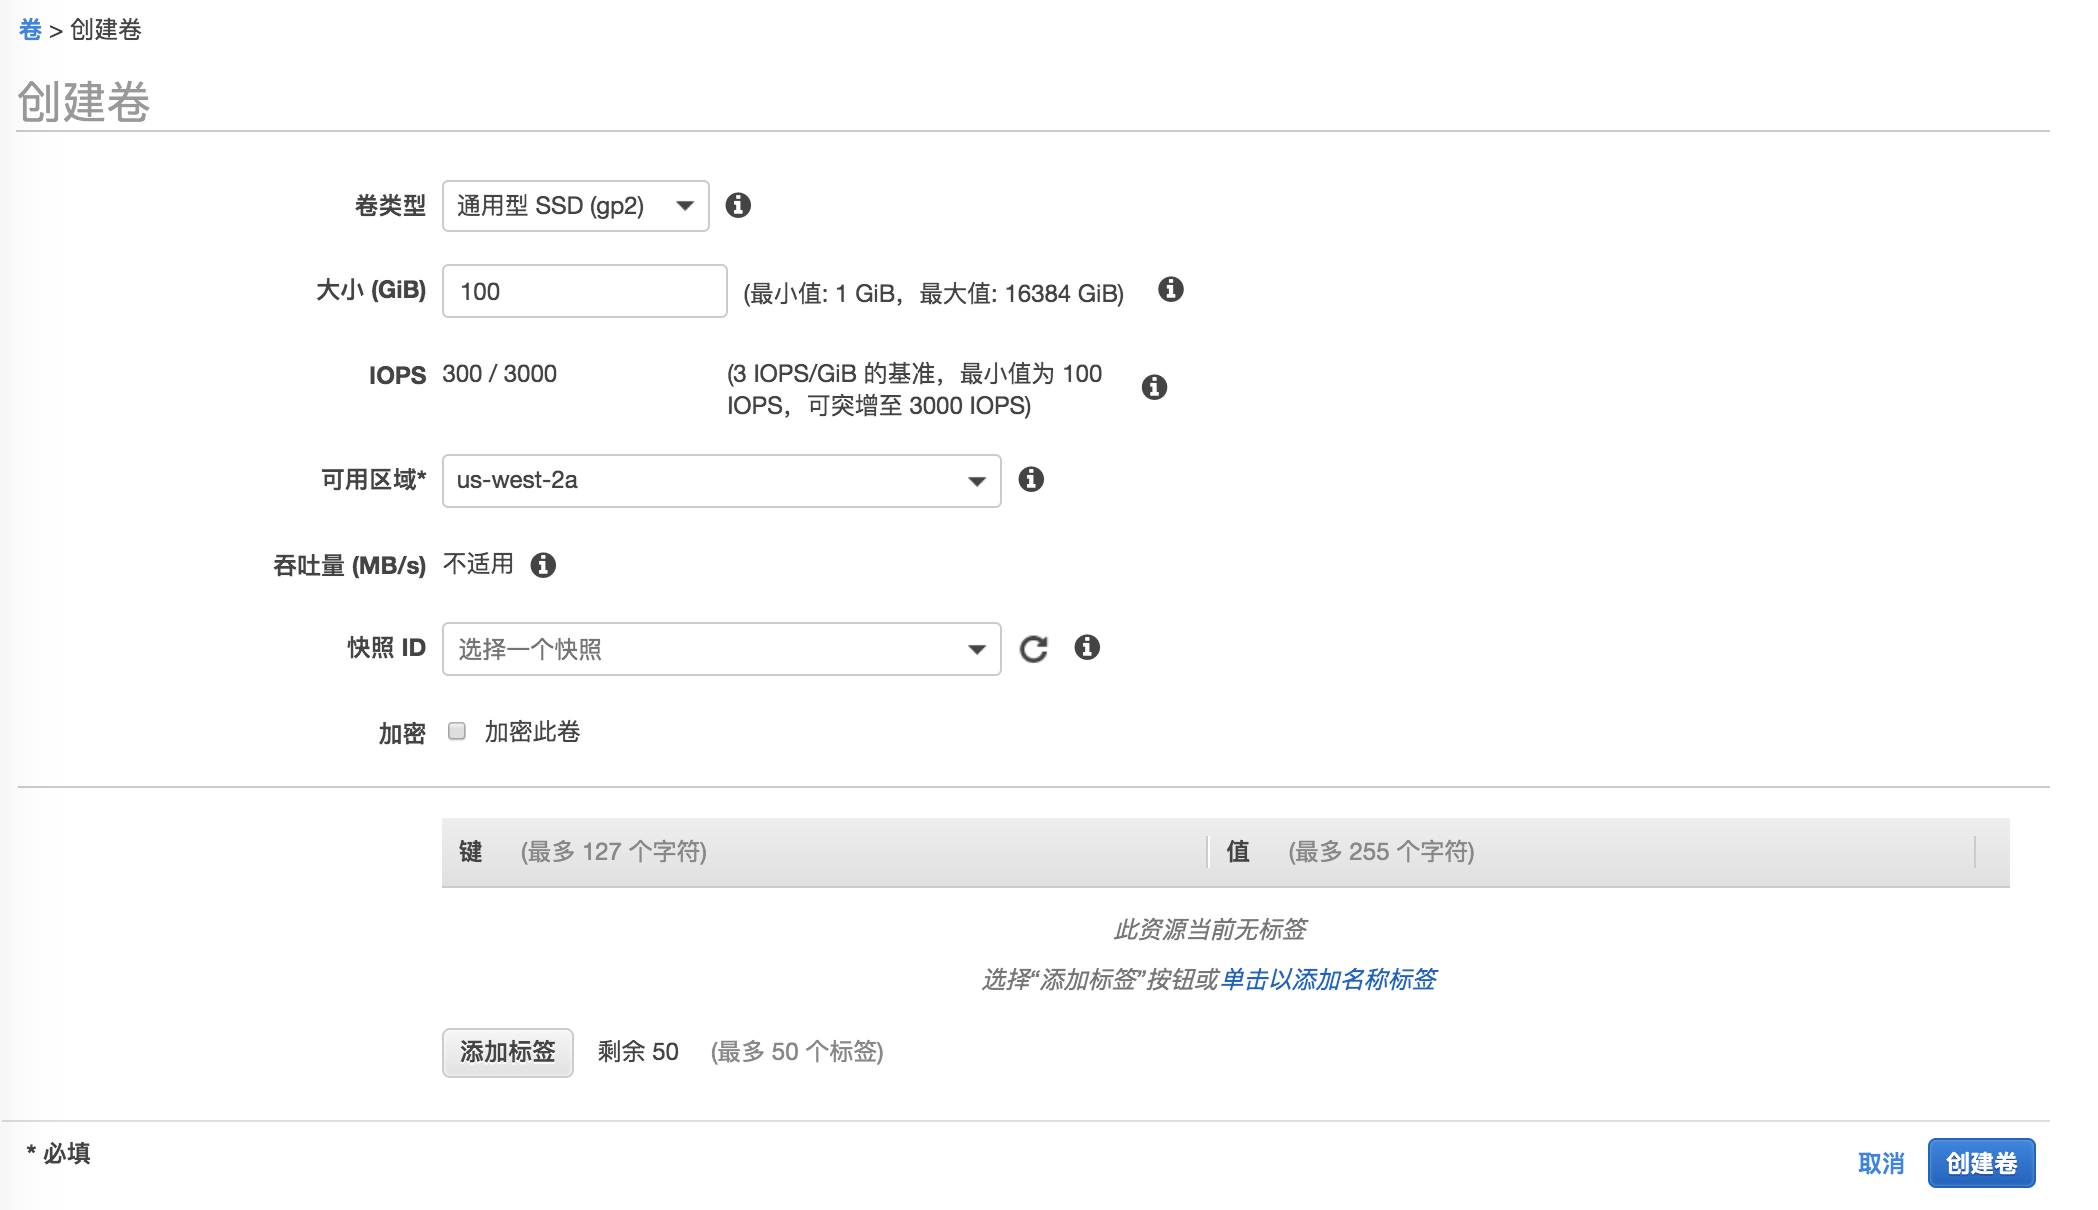 卷 > 创建卷
创建卷
卷类型 通用型 SSD (gp2)
大小 (GiB) 100 (最小值: 1 GiB，最大值: 16384 GiB)
IOPS 300 / 3000 (3 IOPS/GiB 的基准，最小值为 100
IOPS，可突增至 3000 IOPS)
可用区域* us-west-2a
吞吐量 (MB/s) 不适用
快照 ID 选择一个快照
加密 加密此卷
键 (最多 127 个字符) 值 (最多 255 个字符)
此资源当前无标签
选择“添加标签”按钮或单击以添加名称标签
添加标签 剩余 50 (最多 50 个标签)
* 必填
取消 创建卷